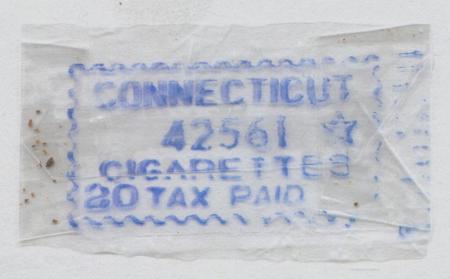 CONNECTICUT
42561 ☆
CIGARETTES
20 TAX PAID